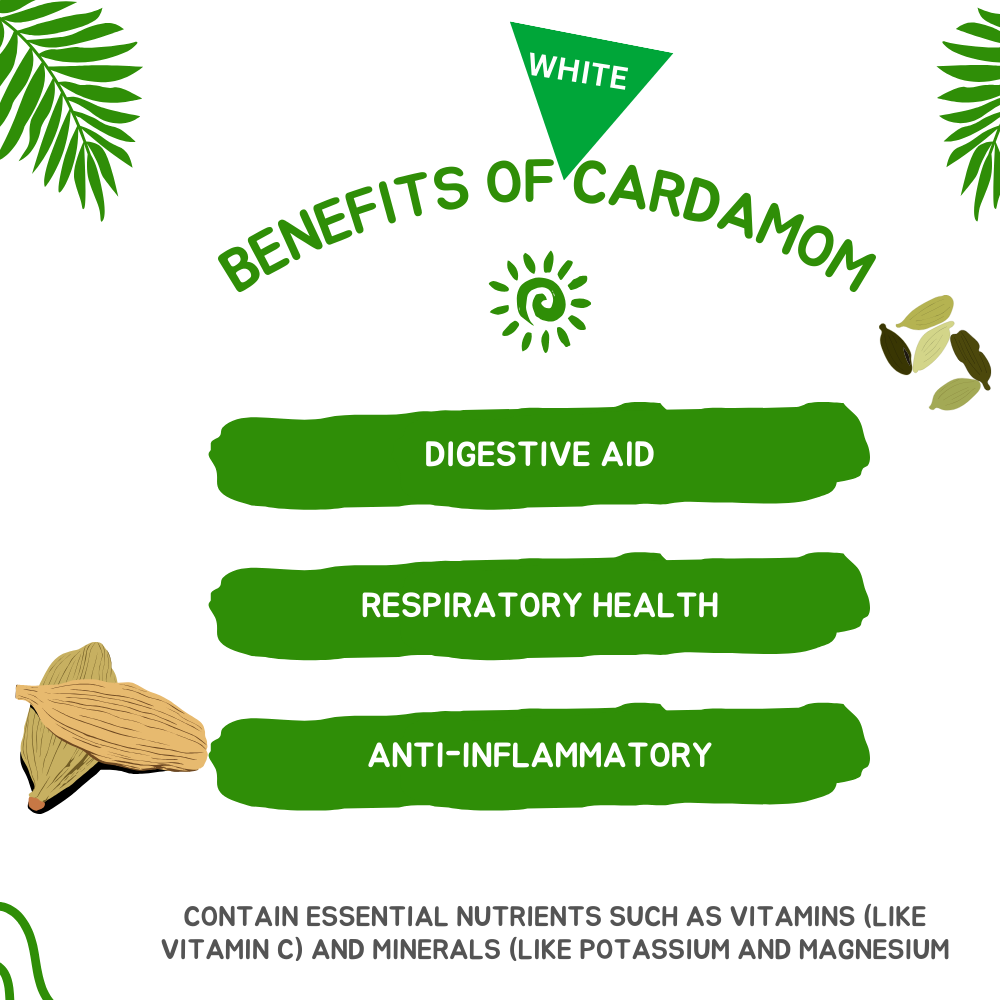 WHITE
BENEFITS OF CARDAMOM
DIGESTIVE AID
RESPIRATORY HEALTH
ANTI-INFLAMMATORY
CONTAIN ESSENTIAL NUTRIENTS SUCH AS VITAMINS (LIKE
VITAMIN C) AND MINERALS (LIKE POTASSIUM AND MAGNESIUM